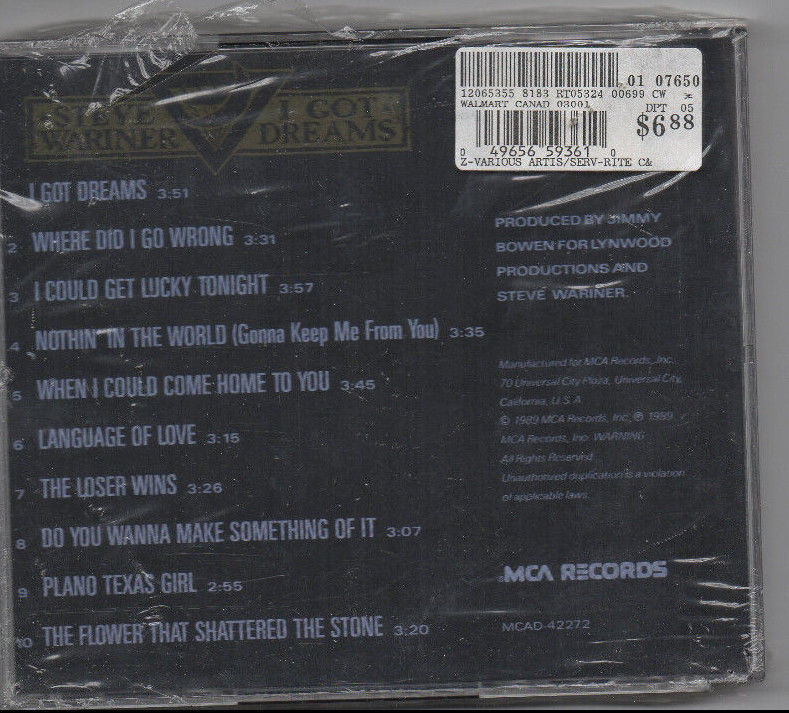 STEVE WARINER
I GOT DREAMS
01 07650
12065355 8183 RT05324 00699 CW *
WALMART CANAD 03001 DPT 05
$6 88
0 49656 59361 0
Z-VARIOUS ARTIS/SERV-RITE C&
I GOT DREAMS 3:51
2 WHERE DID I GO WRONG 3:31
3 I COULD GET LUCKY TONIGHT 3:57
4 NOTHIN' IN THE WORLD (Gonna Keep Me From You) 3:35
5 WHEN I COULD COME HOME TO YOU 3:45
6 LANGUAGE OF LOVE 3:15
7 THE LOSER WINS 3:26
8 DO YOU WANNA MAKE SOMETHING OF IT 3:07
9 PLANO TEXAS GIRL 2:55
10 THE FLOWER THAT SHATTERED THE STONE 3:20
PRODUCED BY JIMMY
BOWEN FOR LYNWOOD
PRODUCTIONS AND
STEVE WARINER.
Manufactured for MCA Records, Inc.,
70 Universal City Plaza, Universal City,
California, U.S.A.
© 1989 MCA Records, Inc. ℗ 1989
MCA Records, Inc. WARNING:
All Rights Reserved.
Unauthorized duplication is a violation
of applicable laws.
MCA RECORDS
MCAD-42272